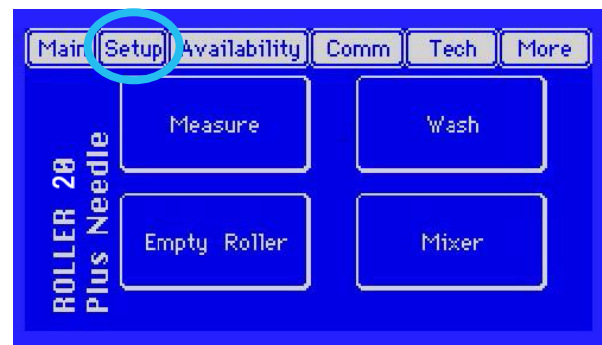 Main Setup Availability Comm Tech More
Measure Wash
Empty Roller Mixer
ROLLER 20
Plus Needle